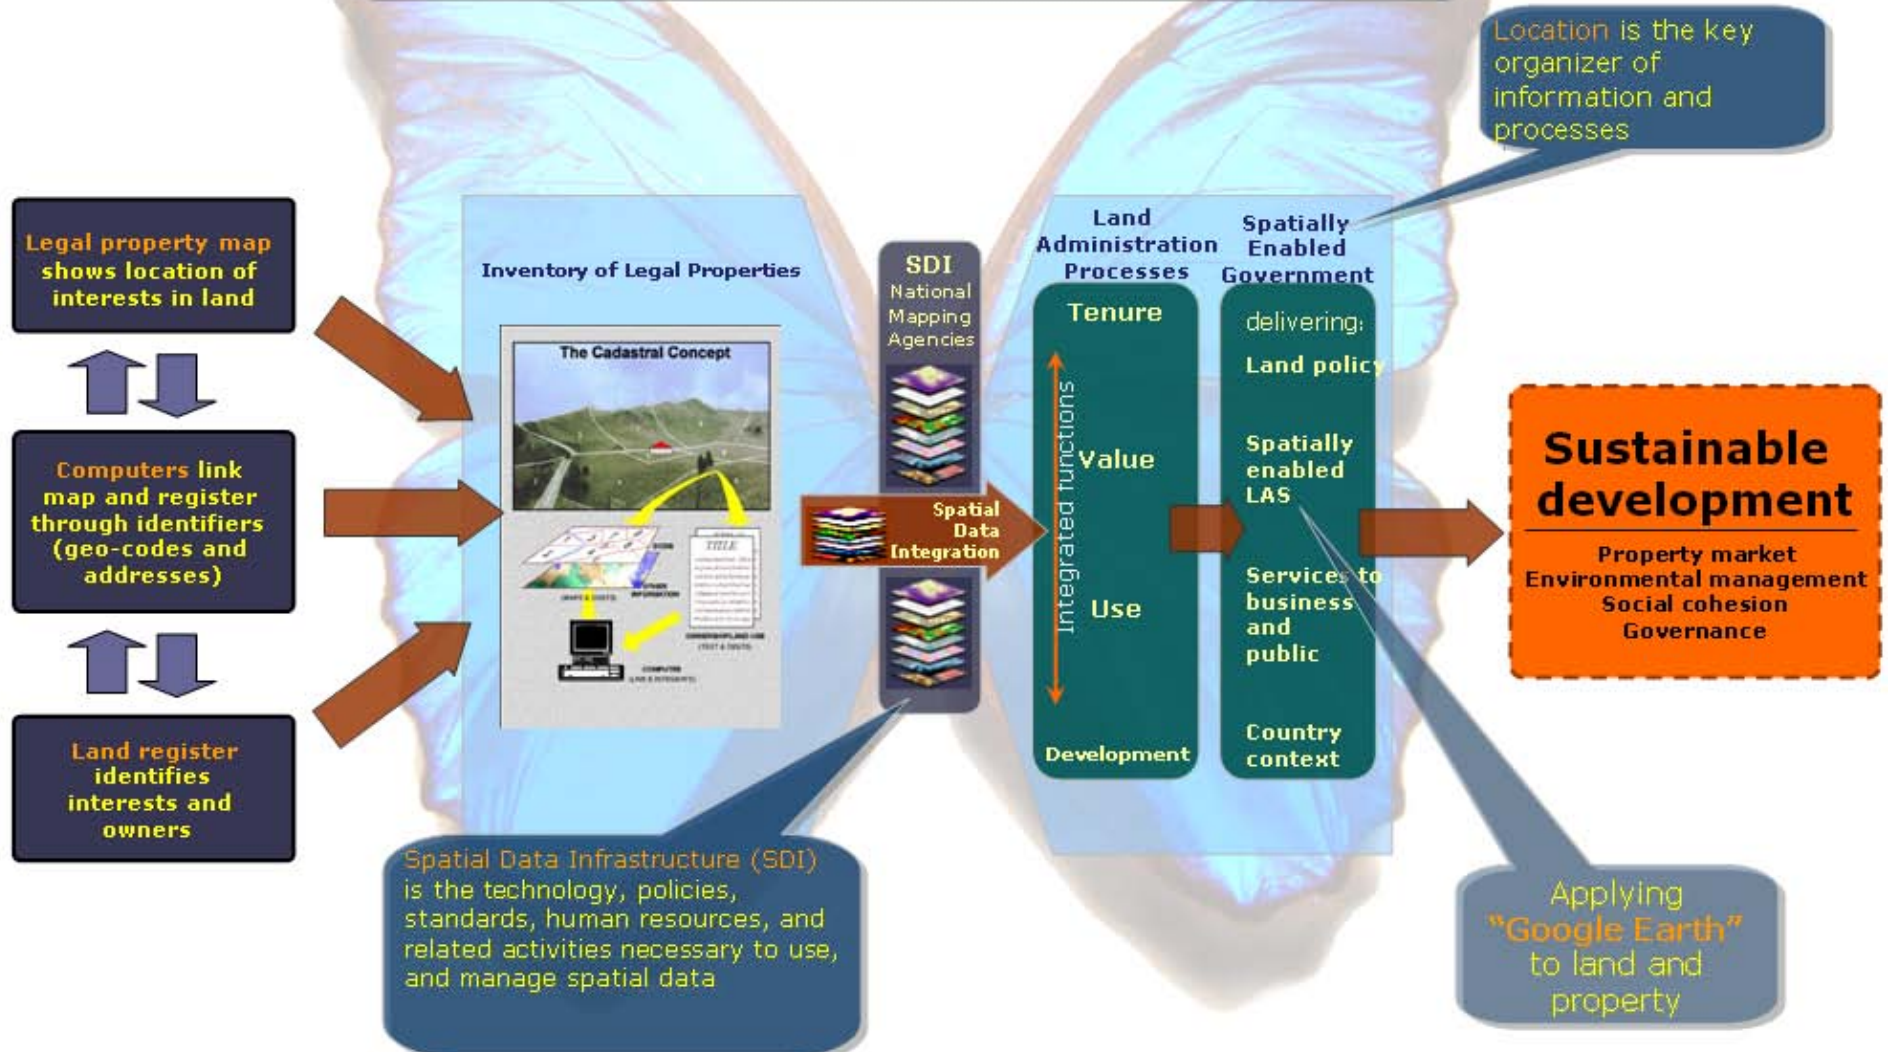 Location is the key
organizer of
information and
processes
Legal property map
shows location of
interests in land
Computers link
map and register
through identifiers
(geo-codes and
addresses)
Land register
identifies
interests and
owners
Inventory of Legal Properties
The Cadastral Concept
TITLE
OTHER
INFORMATION
COMPUTER
SDI
National
Mapping
Agencies
Spatial
Data
Integration
Land
Administration
Processes
Tenure
Value
Use
Development
Integrated functions
Spatially
Enabled
Government
delivering:
Land policy
Spatially
enabled
LAS
Services to
business
and
public
Country
context
Sustainable
development
Property market
Environmental management
Social cohesion
Governance
Spatial Data Infrastructure (SDI)
is the technology, policies,
standards, human resources, and
related activities necessary to use,
and manage spatial data
Applying
“Google Earth”
to land and
property